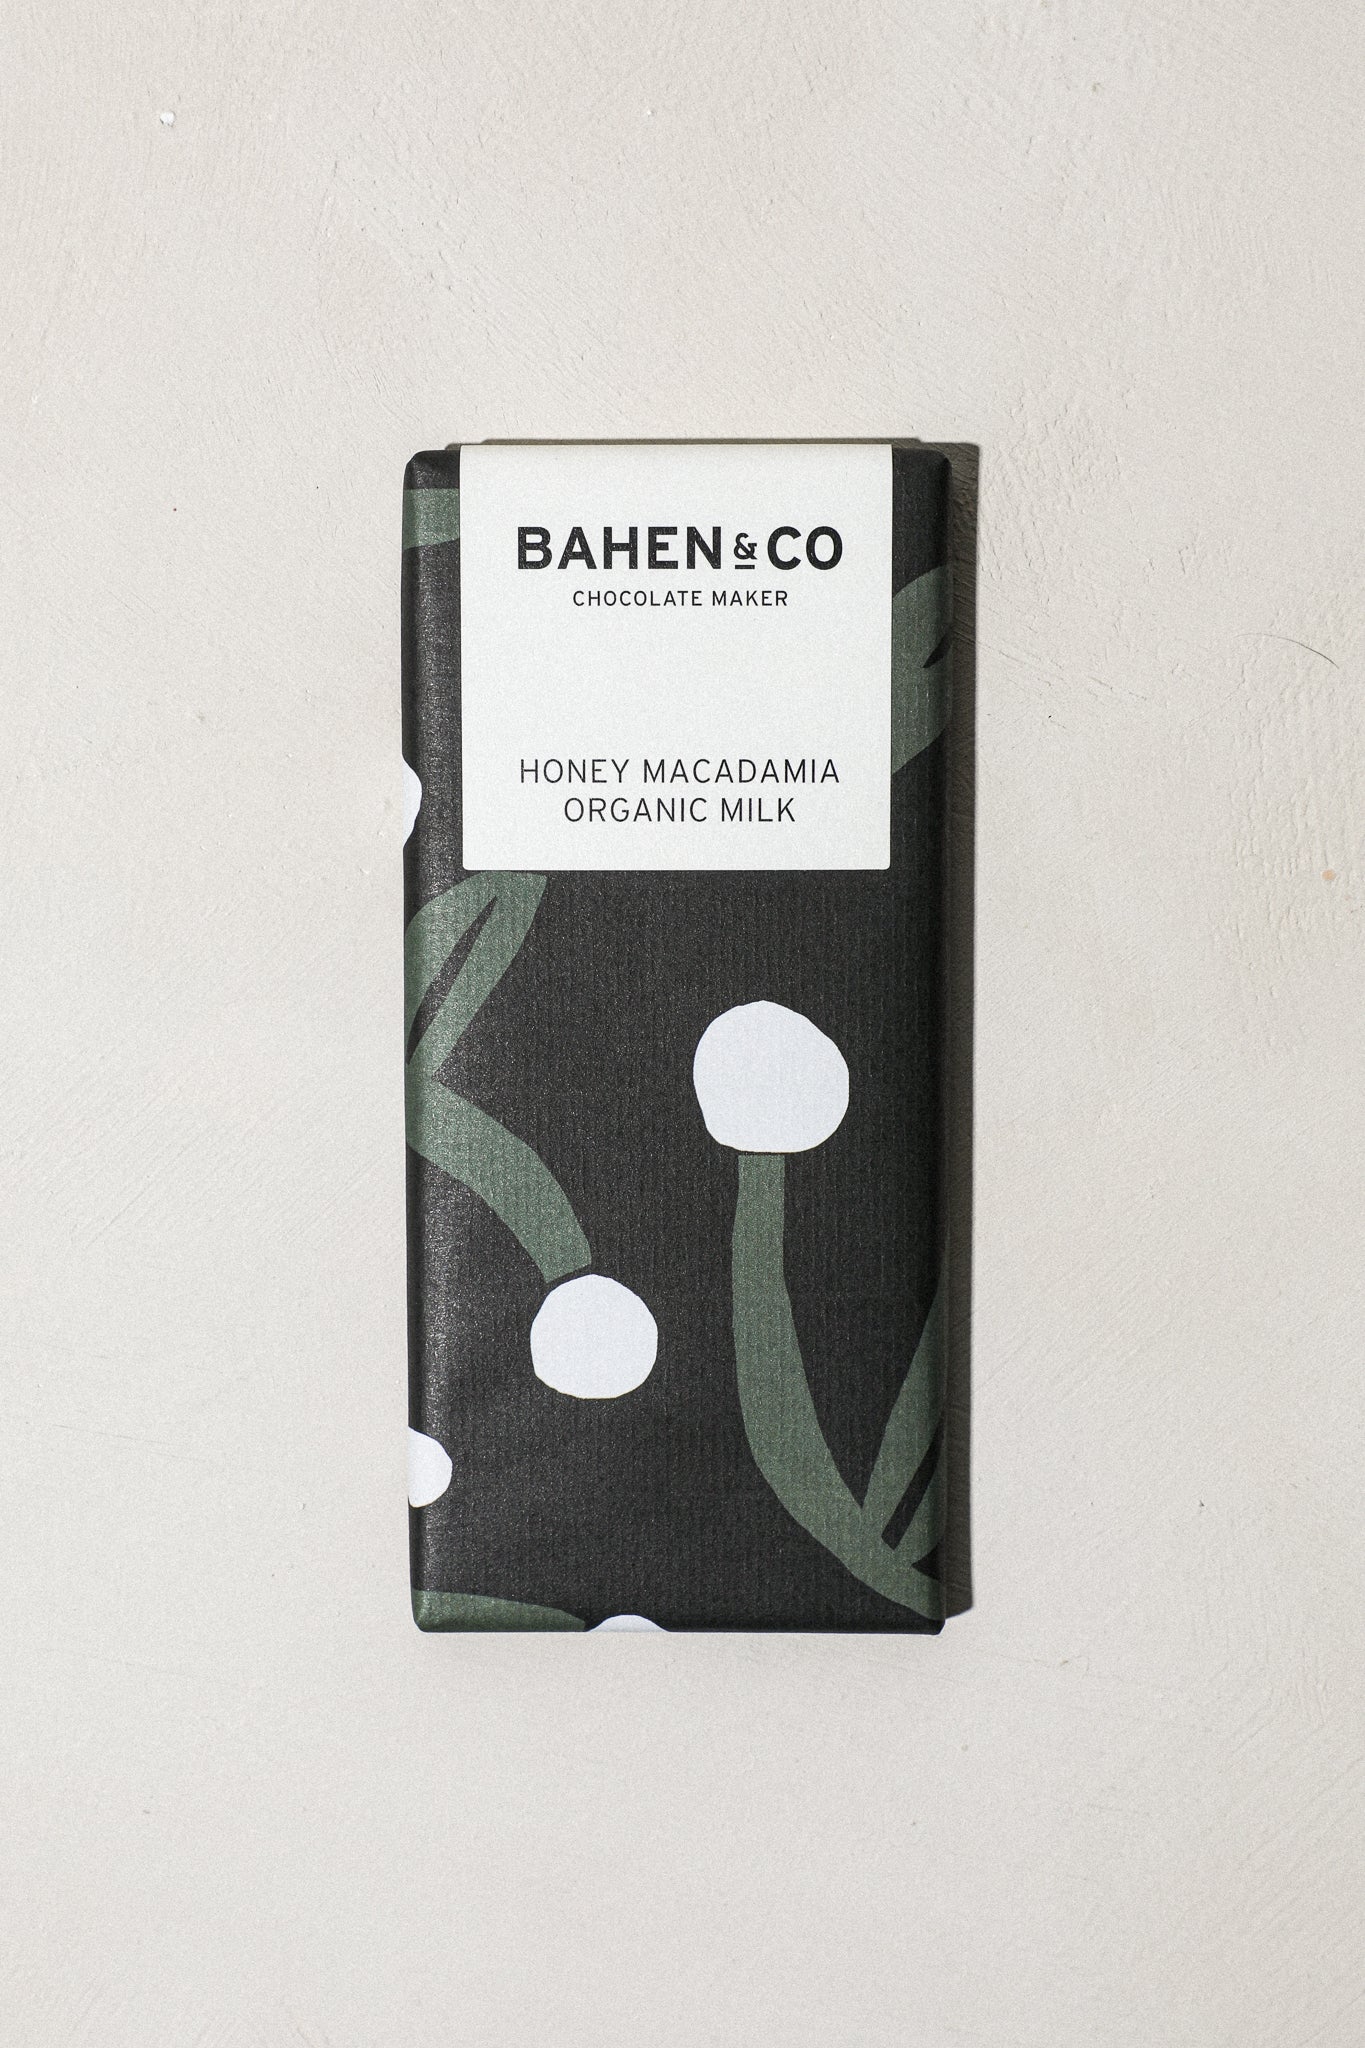 BAHEN & CO
CHOCOLATE MAKER
HONEY MACADAMIA
ORGANIC MILK